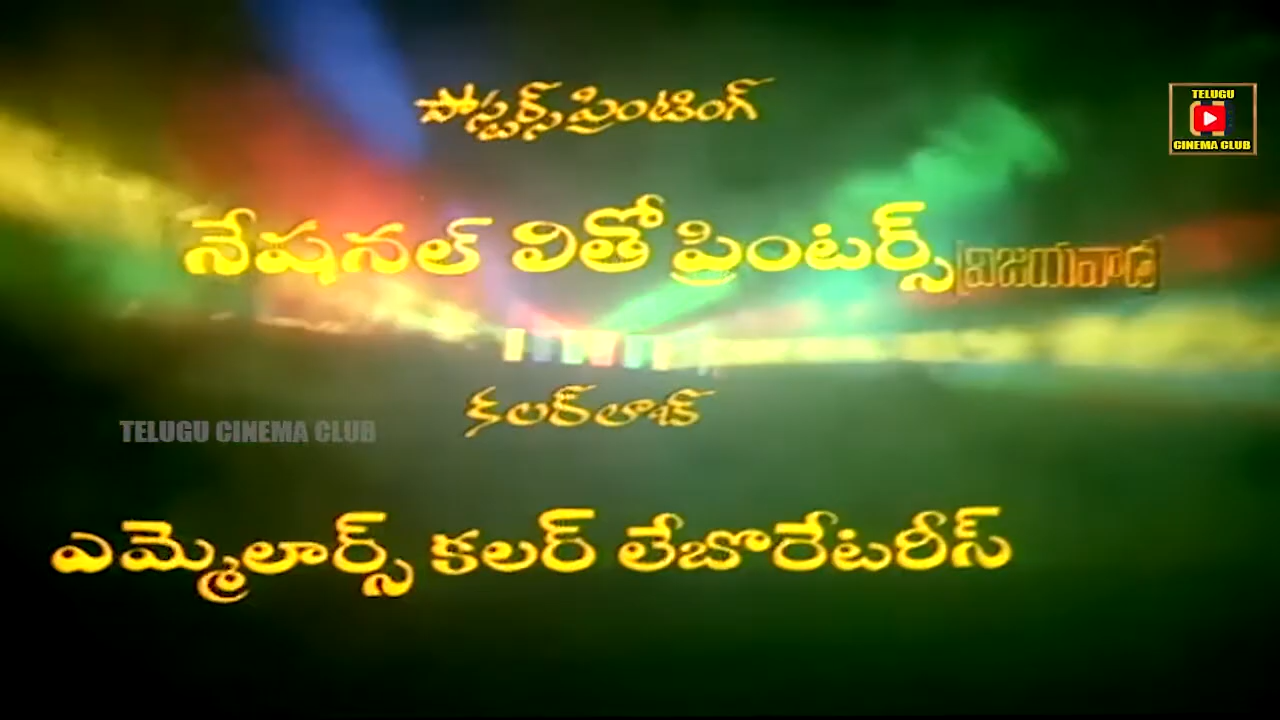 పోస్టర్స్ ప్రింటింగ్
TELUGU
CINEMA CLUB
నేషనల్ లితో ప్రింటర్స్ [విజయవాడ]
కలర్ లాబ్
TELUGU CINEMA CLUB
ఎమ్మెలార్స్ కలర్ లేబొరేటరీస్